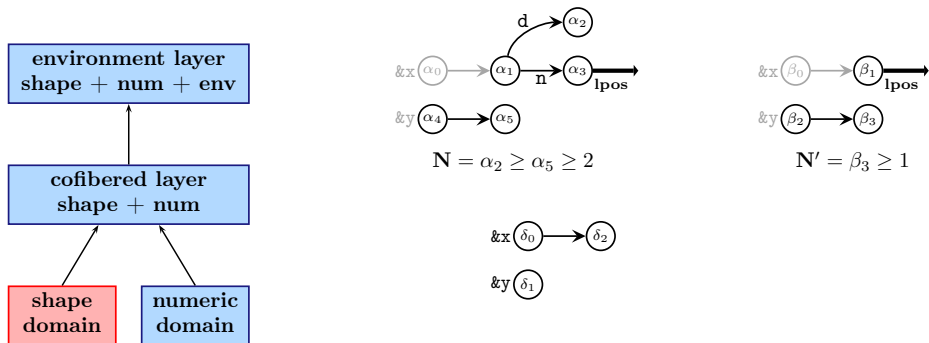 environment layer
shape + num + env
cofibered layer
shape + num
shape
domain
numeric
domain
d
α₂
&x α₀ α₁ n α₃ lpos
&y α₄ α₅
N = α₂ ≥ α₅ ≥ 2
&x β₀ β₁ lpos
&y β₂ β₃
N′ = β₃ ≥ 1
&x δ₀ δ₂
&y δ₁